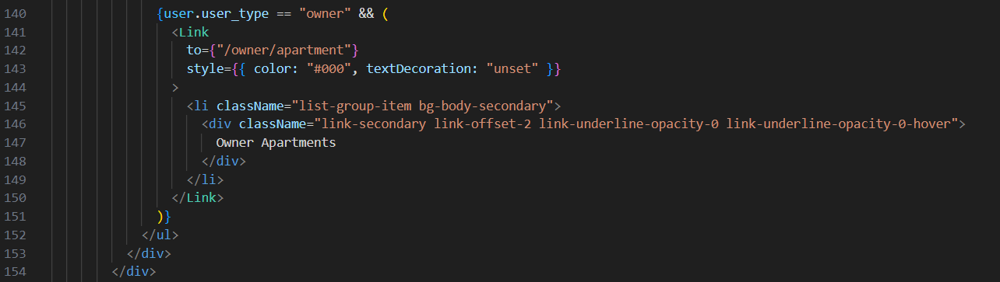 140 {user.user_type == "owner" && (
141 <Link
142 to={"/owner/apartment"}
143 style={{ color: "#000", textDecoration: "unset" }}
144 >
145 <li className="list-group-item bg-body-secondary">
146 <div className="link-secondary link-offset-2 link-underline-opacity-0 link-underline-opacity-0-hover">
147 Owner Apartments
148 </div>
149 </li>
150 </Link>
151 )}
152 </ul>
153 </div>
154 </div>